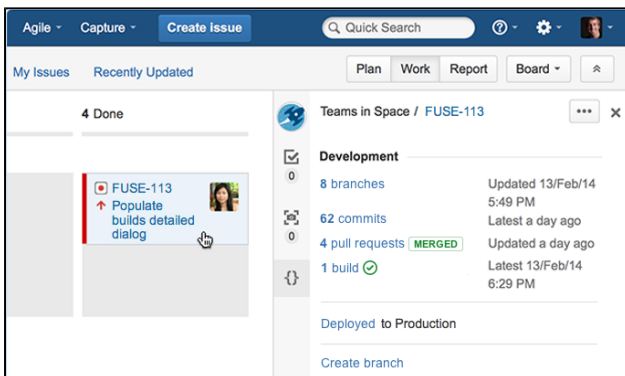 Agile Capture Create issue Quick Search
My Issues Recently Updated Plan Work Report Board
4 Done
Teams in Space / FUSE-113
Development
0
8 branches Updated 13/Feb/14
5:49 PM
FUSE-113
Populate
builds detailed
dialog
62 commits Latest a day ago
0
4 pull requests MERGED Updated a day ago
1 build Latest 13/Feb/14
6:29 PM
{}
Deployed to Production
Create branch